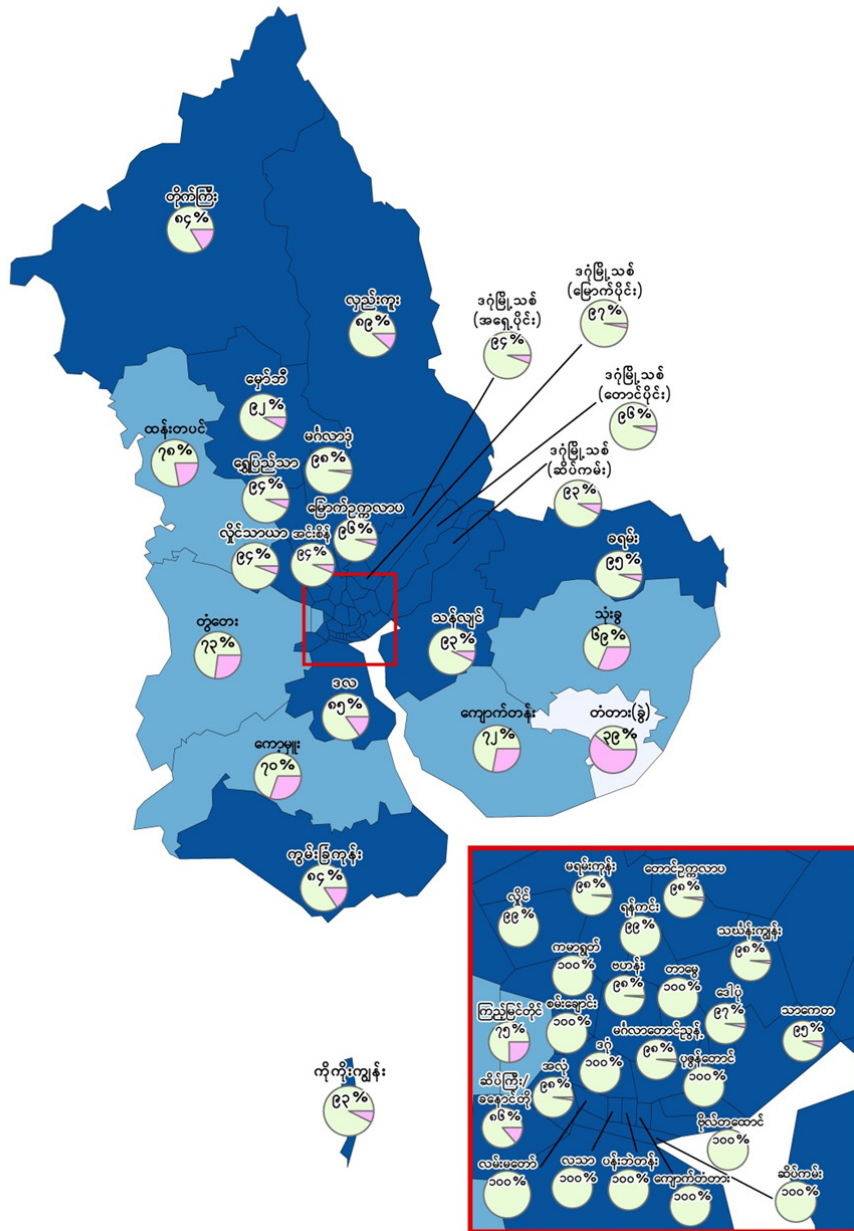 တိုက်ကြီး
၈၄%
လှည်းကူး
၈၉%
ဒဂုံမြို့သစ်
(မြောက်ပိုင်း)
၉၇%
ဒဂုံမြို့သစ်
(အရှေ့ပိုင်း)
၉၄%
ဒဂုံမြို့သစ်
(တောင်ပိုင်း)
၉၆%
ဒဂုံမြို့သစ်
(ဆိပ်ကမ်း)
၉၃%
မှော်ဘီ
၉၂%
ထန်းတပင်
၇၈%
မင်္ဂလာဒုံ
၉၈%
ရွှေပြည်သာ
၉၄%
မြောက်ဥက္ကလာပ
၉၆%
လှိုင်သာယာ
၉၄%
အင်းစိန်
၉၄%
ခရမ်း
၉၅%
တွံတေး
၇၃%
သန်လျင်
၉၃%
သုံးခွ
၆၉%
ဒလ
၈၅%
ကျောက်တန်း
၇၂%
တံတား(ခွဲ)
၃၉%
ကော့မှူး
၇၀%
ကွမ်းခြံကုန်း
၈၄%
ကိုကိုးကျွန်း
၉၃%
မရမ်းကုန်း
၉၈%
တောင်ဥက္ကလာပ
၉၈%
လှိုင်
၉၉%
ရန်ကင်း
၉၉%
သင်္ဃန်းကျွန်း
၉၈%
ကမာရွတ်
၁၀၀%
ဗဟန်း
၉၈%
တာမွေ
၁၀၀%
ဒေါပုံ
၉၇%
သာကေတ
၉၅%
ကြည့်မြင်တိုင်
၇၅%
စမ်းချောင်း
၁၀၀%
မင်္ဂလာတောင်ညွန့်
၉၈%
ဒဂုံ
၁၀၀%
ပုဇွန်တောင်
၁၀၀%
ဆိပ်ကြီး/
ခနောင်တို
၈၆%
အလုံ
၉၈%
ဗိုလ်တထောင်
၁၀၀%
လမ်းမတော်
၁၀၀%
လသာ
၁၀၀%
ပန်းဘဲတန်း
၁၀၀%
ကျောက်တံတား
၁၀၀%
ဆိပ်ကမ်း
၁၀၀%